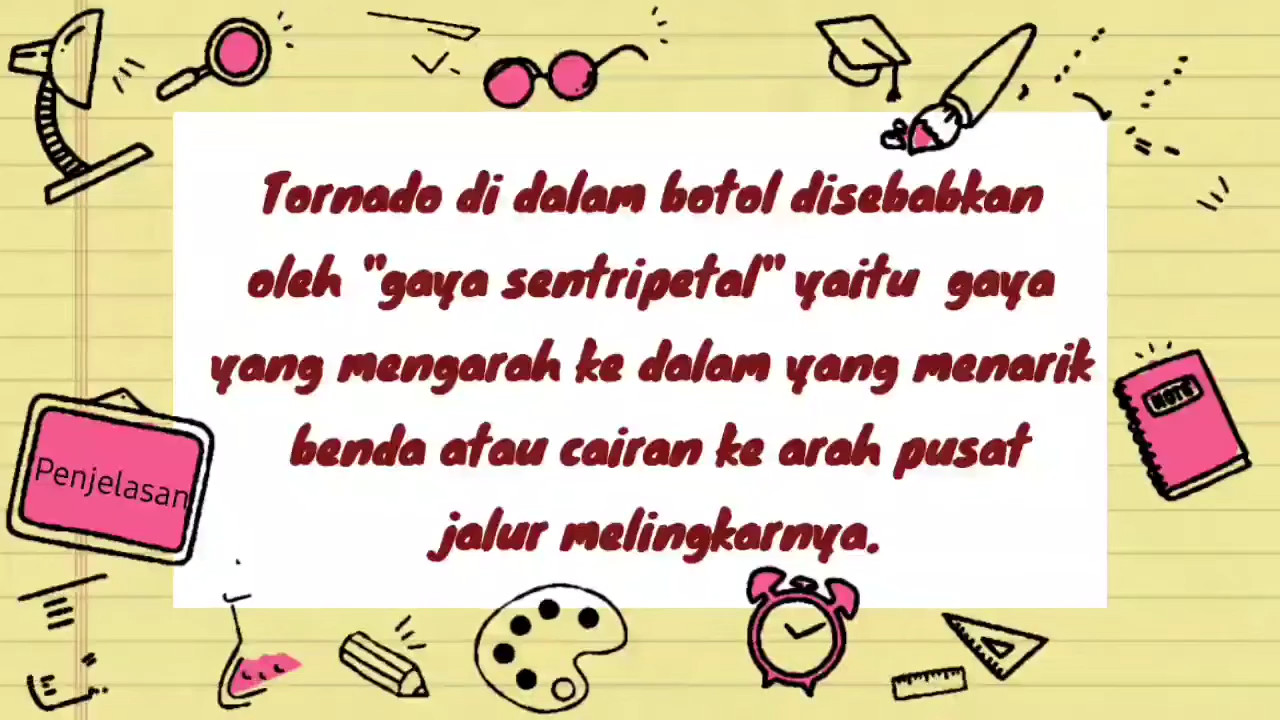 Tornado di dalam botol disebabkan
oleh "gaya sentripetal" yaitu gaya
yang mengarah ke dalam yang menarik
benda atau cairan ke arah pusat
jalur melingkarnya.
Penjelasan
NOTE